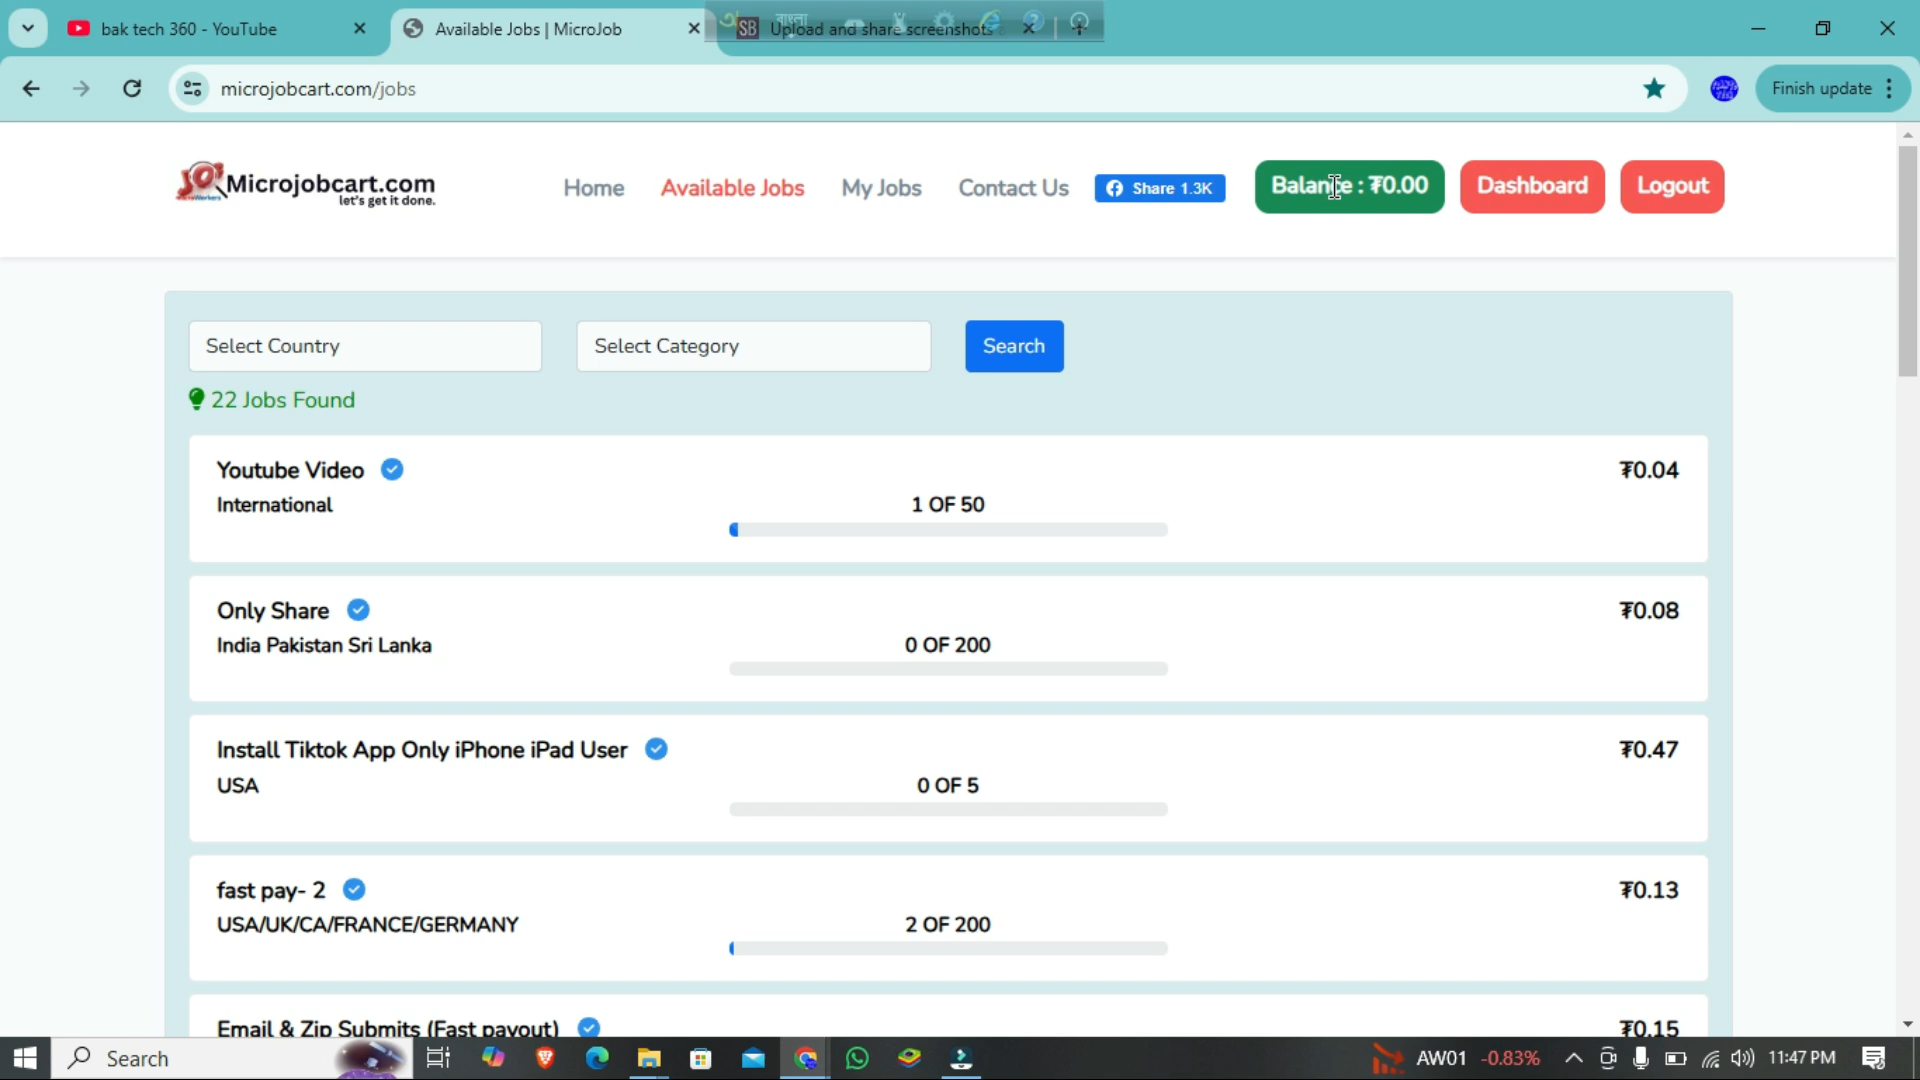 bak tech 360 - YouTube
Available Jobs | MicroJob
SB Upload and share screenshots
বাংলা
microjobcart.com/jobs
Finish update
Microjobcart.com
let's get it done.
Home
Available Jobs
My Jobs
Contact Us
Share 1.3K
Balance : ₮0.00
Dashboard
Logout
Select Country
Select Category
Search
22 Jobs Found
Youtube Video
₮0.04
International
1 OF 50
Only Share
₮0.08
India Pakistan Sri Lanka
0 OF 200
Install Tiktok App Only iPhone iPad User
₮0.47
USA
0 OF 5
fast pay- 2
₮0.13
USA/UK/CA/FRANCE/GERMANY
2 OF 200
Email & Zip Submits (Fast payout)
₮0.15
Search
AW01 -0.83%
11:47 PM